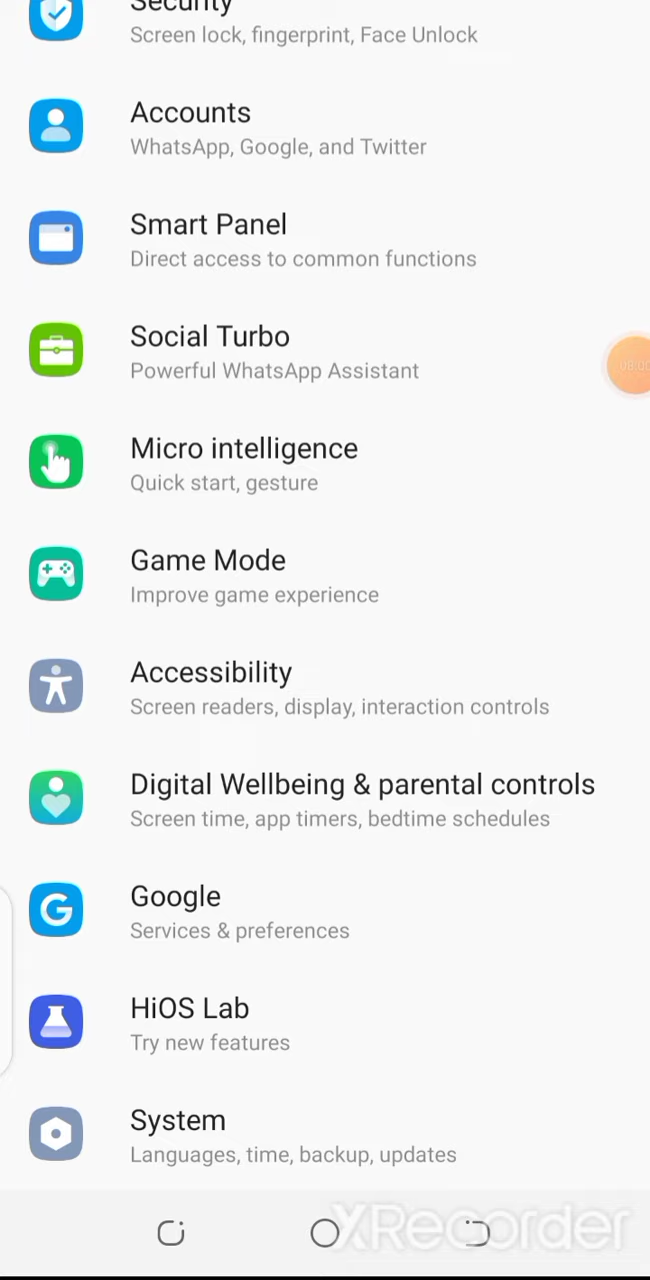 Security
Screen lock, fingerprint, Face Unlock
Accounts
WhatsApp, Google, and Twitter
Smart Panel
Direct access to common functions
Social Turbo
Powerful WhatsApp Assistant
Micro intelligence
Quick start, gesture
Game Mode
Improve game experience
Accessibility
Screen readers, display, interaction controls
Digital Wellbeing & parental controls
Screen time, app timers, bedtime schedules
Google
Services & preferences
HiOS Lab
Try new features
System
Languages, time, backup, updates
XRecorder